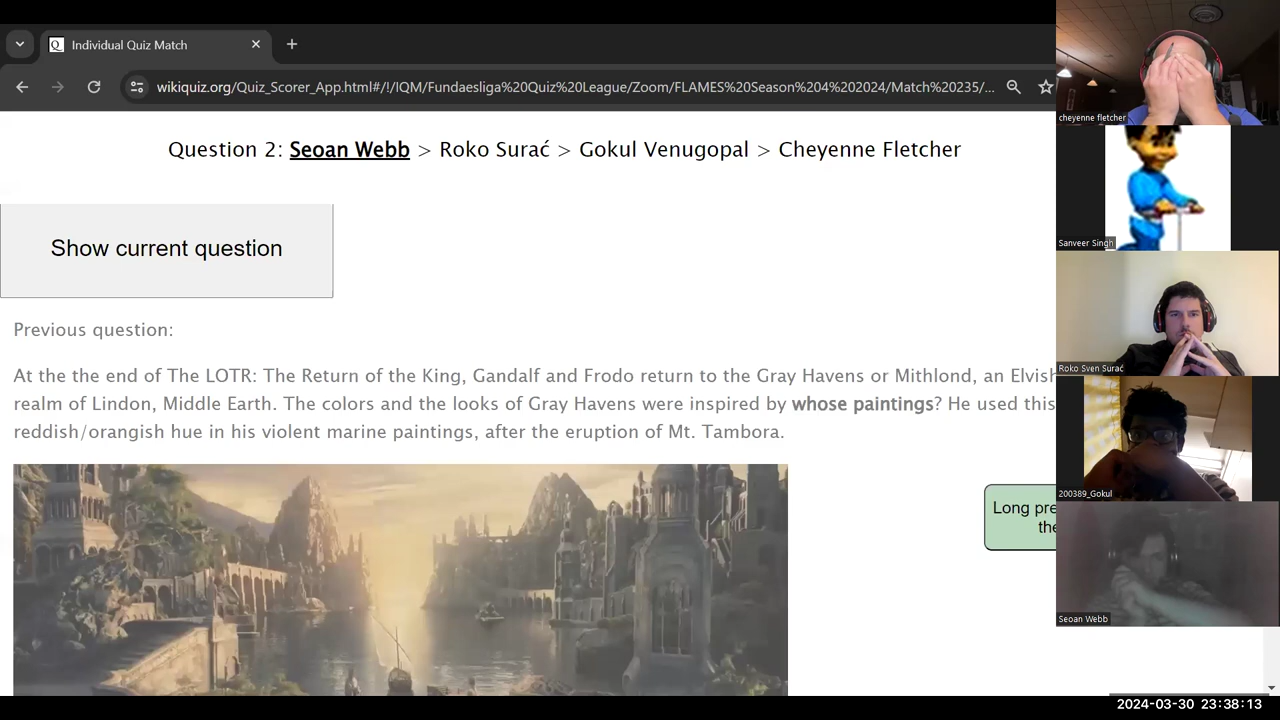 Individual Quiz Match
wikiquiz.org/Quiz_Scorer_App.html#/!/IQM/Fundaesliga%20Quiz%20League/Zoom/FLAMES%20Season%204%202024/Match%2035/...
Question 2: Seoan Webb > Roko Surać > Gokul Venugopal > Cheyenne Fletcher
Show current question
Previous question:
At the the end of The LOTR: The Return of the King, Gandalf and Frodo return to the Gray Havens or Mithlond, an Elvish
realm of Lindon, Middle Earth. The colors and the looks of Gray Havens were inspired by whose paintings? He used this
reddish/orangish hue in his violent marine paintings, after the eruption of Mt. Tambora.
Long pre
the
cheyenne fletcher
Sanveer Singh
Roko Sven Surać
200389_Gokul
Seoan Webb
2024-03-30 23:38:13